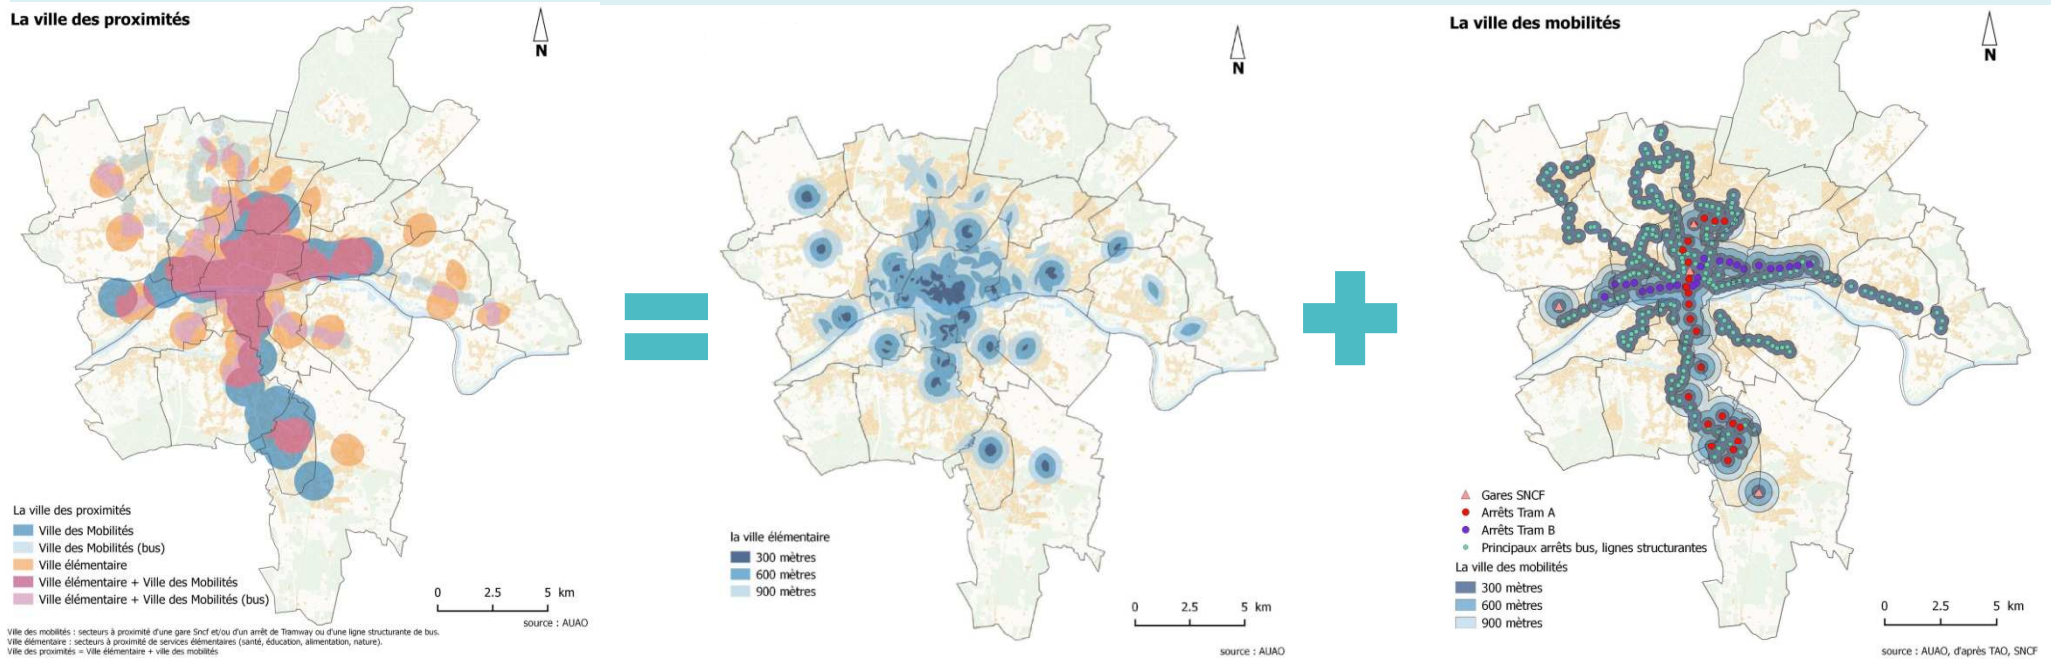 La ville des proximités
N
La ville des proximités
Ville des Mobilités
Ville des Mobilités (bus)
Ville élémentaire
Ville élémentaire + Ville des Mobilités
Ville élémentaire + Ville des Mobilités (bus)
0 2.5 5 km
source : AUAO
Ville des mobilités : secteurs à proximité d'une gare Sncf et/ou d'un arrêt de Tramway ou d'une ligne structurante de bus.
Ville élémentaire : secteurs à proximité de services élémentaires (santé, éducation, alimentation, nature).
Ville des proximités = Ville élémentaire + ville des mobilités
N
la ville élémentaire
300 mètres
600 mètres
900 mètres
0 2.5 5 km
source : AUAO
La ville des mobilités
N
Gares SNCF
Arrêts Tram A
Arrêts Tram B
Principaux arrêts bus, lignes structurantes
La ville des mobilités
300 mètres
600 mètres
900 mètres
0 2.5 5 km
source : AUAO, d'après TAO, SNCF